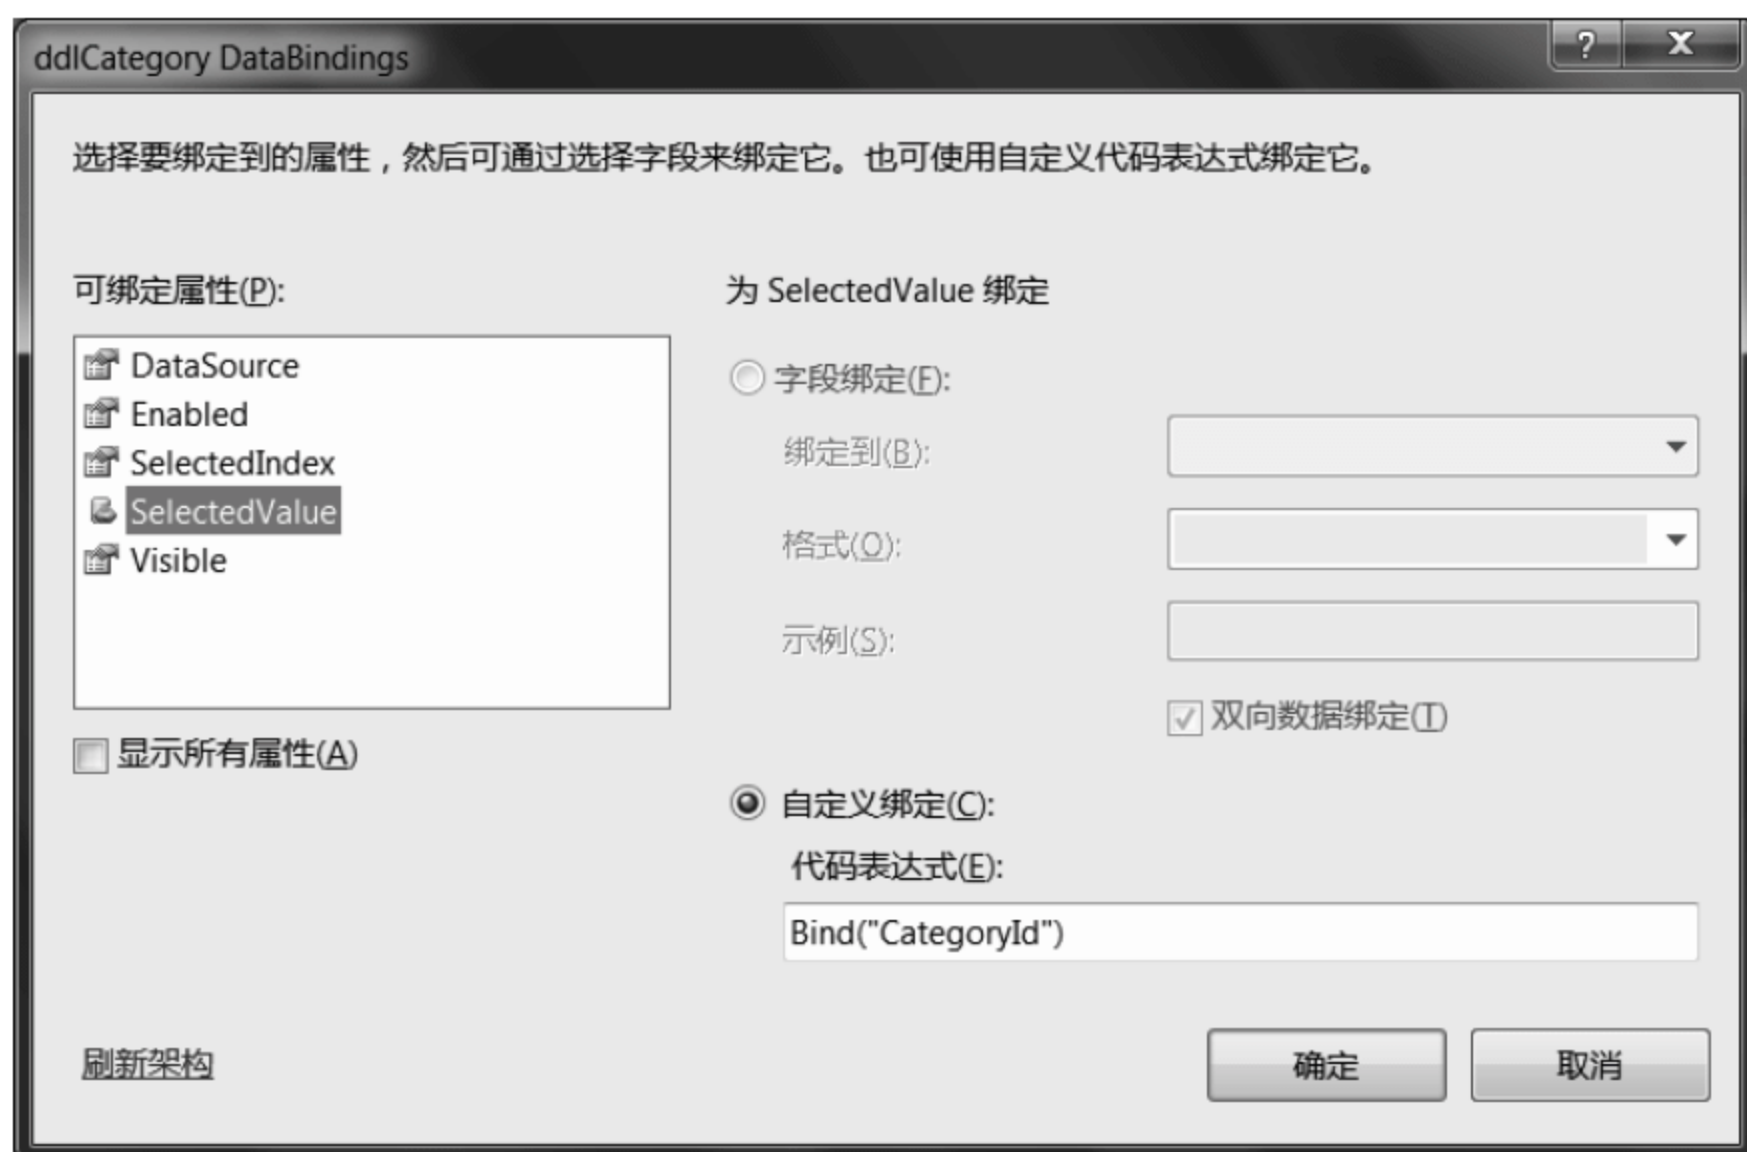 ddlCategory DataBindings
选择要绑定到的属性，然后可通过选择字段来绑定它。也可使用自定义代码表达式绑定它。
可绑定属性(P):
DataSource
Enabled
SelectedIndex
SelectedValue
Visible
显示所有属性(A)
为 SelectedValue 绑定
字段绑定(F):
绑定到(B):
格式(O):
示例(S):
双向数据绑定(T)
自定义绑定(C):
代码表达式(E):
Bind("CategoryId")
刷新架构
确定
取消